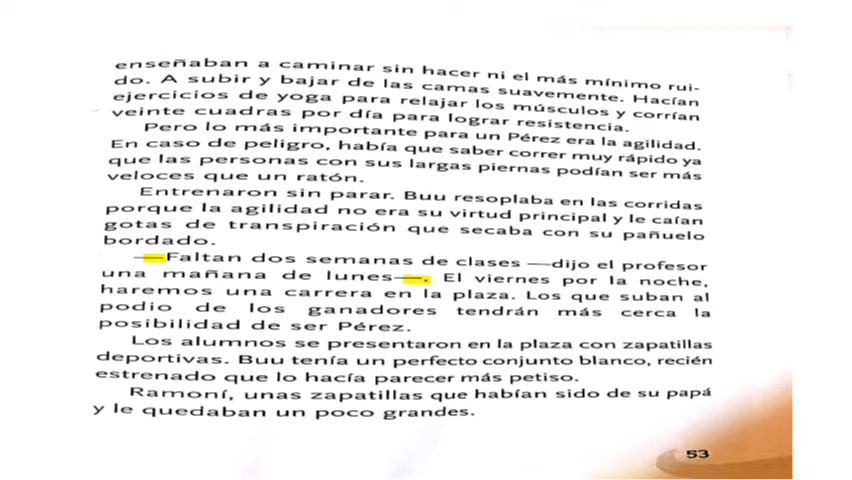 enseñaban a caminar sin hacer ni el más mínimo rui-
do. A subir y bajar de las camas suavemente. Hacían
ejercicios de yoga para relajar los músculos y corrían
veinte cuadras por día para lograr resistencia.
Pero lo más importante para un Pérez era la agilidad.
En caso de peligro, había que saber correr muy rápido ya
que las personas con sus largas piernas podían ser más
veloces que un ratón.
Entrenaron sin parar. Buu resoplaba en las corridas
porque la agilidad no era su virtud principal y le caían
gotas de transpiración que secaba con su pañuelo
bordado.
—Faltan dos semanas de clases —dijo el profesor
una mañana de lunes—. El viernes por la noche,
haremos una carrera en la plaza. Los que suban al
podio de los ganadores tendrán más cerca la
posibilidad de ser Pérez.
Los alumnos se presentaron en la plaza con zapatillas
deportivas. Buu tenía un perfecto conjunto blanco, recién
estrenado que lo hacía parecer más petiso.
Ramoní, unas zapatillas que habían sido de su papá
y le quedaban un poco grandes.
53